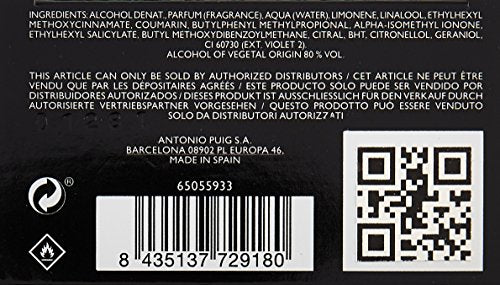 INGREDIENTS: ALCOHOL DENAT., PARFUM (FRAGRANCE), AQUA (WATER), LIMONENE, LINALOOL, ETHYLHEXYL
METHOXYCINNAMATE, COUMARIN, BUTYLPHENYL METHYLPROPIONAL, ALPHA-ISOMETHYL IONONE,
ETHYLHEXYL SALICYLATE, BUTYL METHOXYDIBENZOYLMETHANE, CITRAL, BHT, CITRONELLOL, GERANIOL,
CI 60730 (EXT. VIOLET 2).
ALCOHOL OF VEGETAL ORIGIN 80 % VOL.
THIS ARTICLE CAN ONLY BE SOLD BY AUTHORIZED DISTRIBUTORS / CET ARTICLE NE PEUT ÊTRE
VENDU QUE PAR LES DÉPOSITAIRES AGRÉÉS / ESTE PRODUCTO SÓLO PUEDE SER VENDIDO POR
DISTRIBUIDORES AUTORIZADOS / DIESES PRODUKT IST AUSSCHLIESSLICH FÜR DEN VERKAUF DURCH
AUTORISIERTE VERTRIEBSPARTNER VORGESEHEN / QUESTO PRODOTTO PUÒ ESSERE VENDUTO
SOLO DA DISTRIBUTORI
ANTONIO PUIG S.A.
BARCELONA 08902 PL EUROPA 46.
MADE IN SPAIN
65055933
®
8 435137 729180